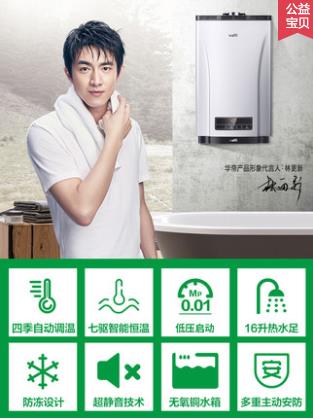 公益
宝贝
华帝产品形象代言人：林更新
四季自动调温
七驱智能恒温
MP
0.01
低压启动
16升热水足
防冻设计
超静音技术
无氧铜水箱
安
多重主动安防